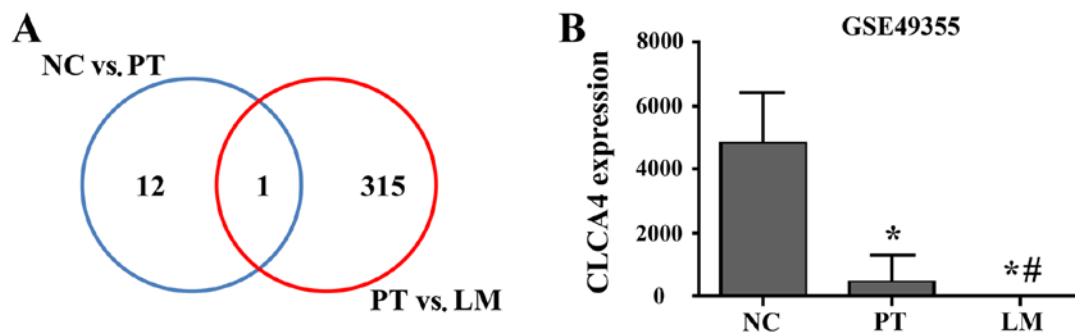 A
NC vs. PT
12
1
315
PT vs. LM
B
GSE49355
CLCA4 expression
8000
6000
4000
2000
0
*
*#
NC
PT
LM